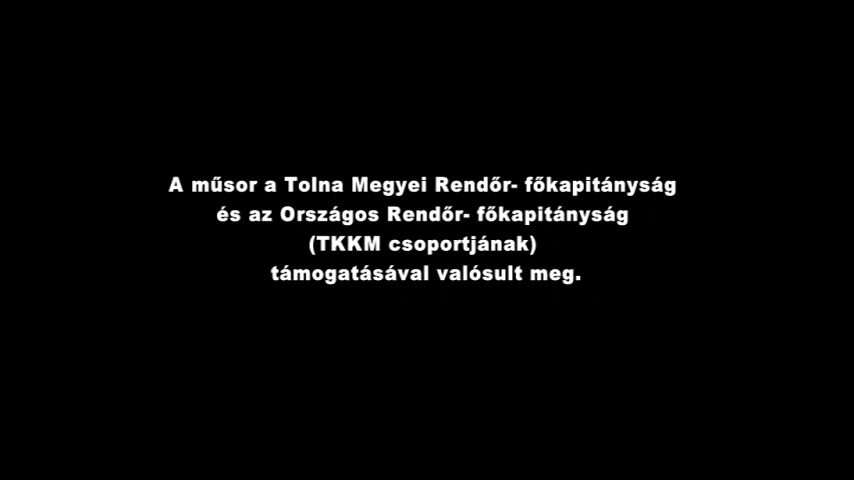 A műsor a Tolna Megyei Rendőr- főkapitányság
és az Országos Rendőr- főkapitányság
(TKKM csoportjának)
támogatásával valósult meg.